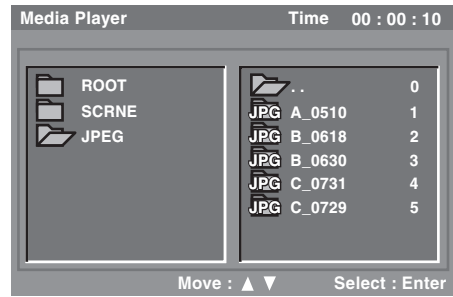 Media Player Time 00 : 00 : 10
ROOT
SCRNE
JPEG
. . 0
JPG A_0510 1
JPG B_0618 2
JPG B_0630 3
JPG C_0731 4
JPG C_0729 5
Move : ▲ ▼ Select : Enter